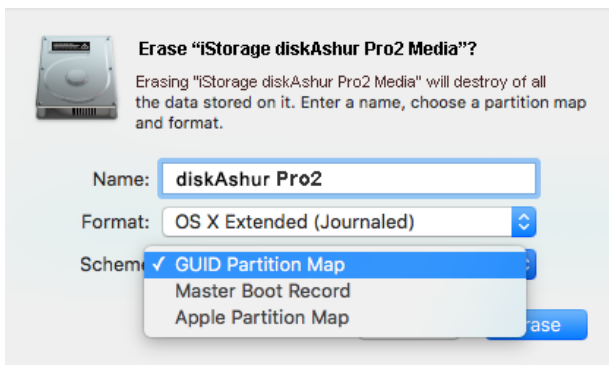 Erase “iStorage diskAshur Pro2 Media”?
Erasing "iStorage diskAshur Pro2 Media" will destroy of all
the data stored on it. Enter a name, choose a partition map
and format.
Name: diskAshur Pro2
Format: OS X Extended (Journaled)
Scheme ✓ GUID Partition Map
Master Boot Record
Apple Partition Map
rase